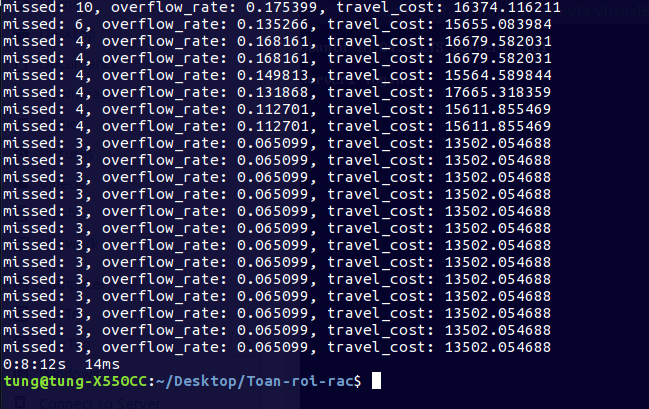 missed: 10, overflow_rate: 0.175399, travel_cost: 16374.116211
missed: 6, overflow_rate: 0.135266, travel_cost: 15655.083984
missed: 4, overflow_rate: 0.168161, travel_cost: 16679.582031
missed: 4, overflow_rate: 0.168161, travel_cost: 16679.582031
missed: 4, overflow_rate: 0.149813, travel_cost: 15564.589844
missed: 4, overflow_rate: 0.131868, travel_cost: 17665.318359
missed: 4, overflow_rate: 0.112701, travel_cost: 15611.855469
missed: 4, overflow_rate: 0.112701, travel_cost: 15611.855469
missed: 3, overflow_rate: 0.065099, travel_cost: 13502.054688
missed: 3, overflow_rate: 0.065099, travel_cost: 13502.054688
missed: 3, overflow_rate: 0.065099, travel_cost: 13502.054688
missed: 3, overflow_rate: 0.065099, travel_cost: 13502.054688
missed: 3, overflow_rate: 0.065099, travel_cost: 13502.054688
missed: 3, overflow_rate: 0.065099, travel_cost: 13502.054688
missed: 3, overflow_rate: 0.065099, travel_cost: 13502.054688
missed: 3, overflow_rate: 0.065099, travel_cost: 13502.054688
missed: 3, overflow_rate: 0.065099, travel_cost: 13502.054688
missed: 3, overflow_rate: 0.065099, travel_cost: 13502.054688
missed: 3, overflow_rate: 0.065099, travel_cost: 13502.054688
missed: 3, overflow_rate: 0.065099, travel_cost: 13502.054688
missed: 3, overflow_rate: 0.065099, travel_cost: 13502.054688
0:8:12s  14ms
tung@tung-X550CC:~/Desktop/Toan-roi-rac$
Connect to Server